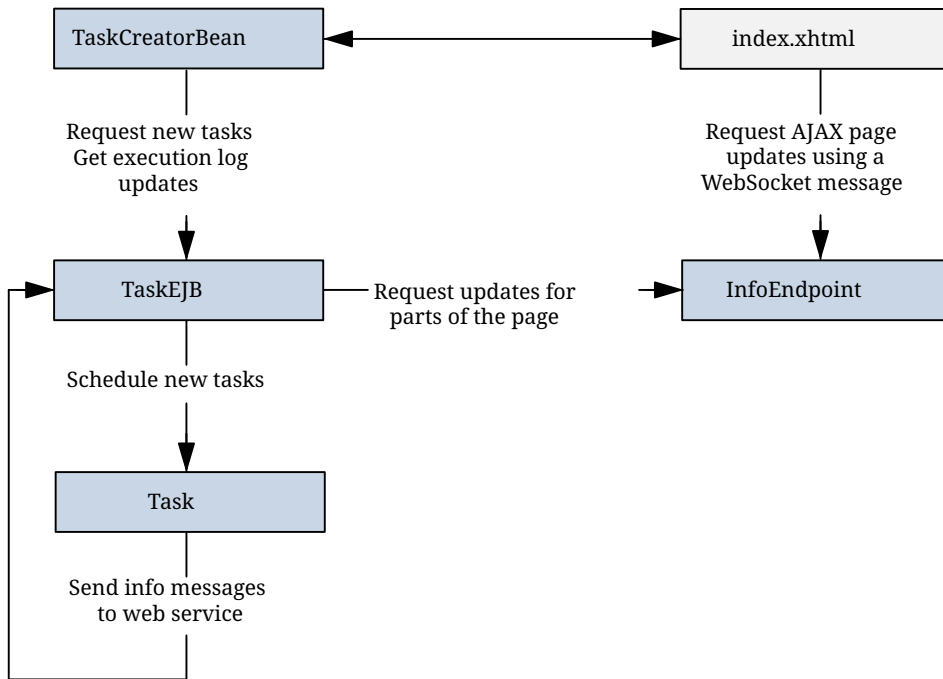 TaskCreatorBean
index.xhtml
Request new tasks
Get execution log
updates
Request AJAX page
updates using a
WebSocket message
TaskEJB
Request updates for
parts of the page
InfoEndpoint
Schedule new tasks
Task
Send info messages
to web service